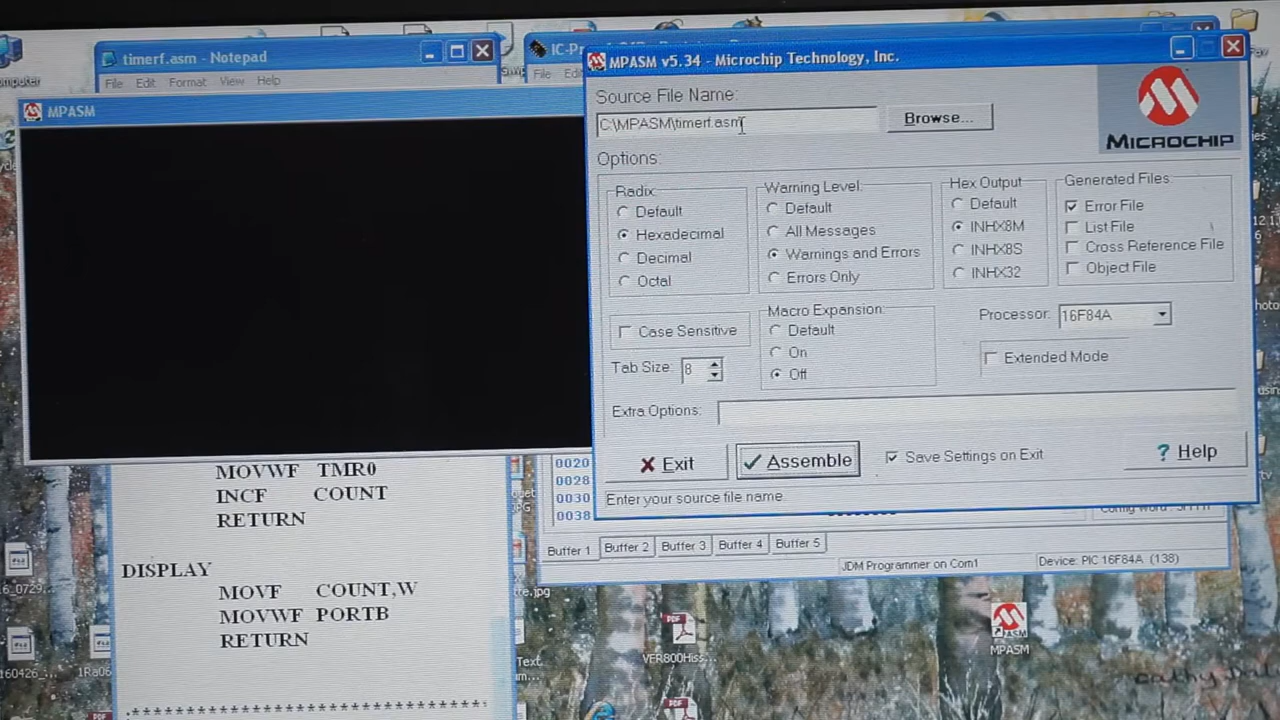 timerf.asm - Notepad
File Edit Format View Help
MPASM
File
MPASM v5.34 - Microchip Technology, Inc.
Source File Name:
C:\MPASM\timerf.asm
Browse...
MICROCHIP
Options:
Radix
Default
Hexadecimal
Decimal
Octal
Warning Level:
Default
All Messages
Warnings and Errors
Errors Only
Hex Output
Default
INHX8M
INHX8S
INHX32
Generated Files
Error File
List File
Cross Reference File
Object File
Case Sensitive
Tab Size: 8
Macro Expansion:
Default
On
Off
Processor: 16F84A
Extended Mode
Extra Options:
Exit
Assemble
Save Settings on Exit
Help
Enter your source file name.
MOVWF TMR0
INCF COUNT
RETURN
DISPLAY
MOVF COUNT,W
MOVWF PORTB
RETURN
.***********************************
0020
0028
0030
0038
Buffer 1 Buffer 2 Buffer 3 Buffer 4 Buffer 5
JDM Programmer on Com1
Device: PIC 16F84A (138)
MPASM
VER800Hiss...
1Ra06
160426_...
Text